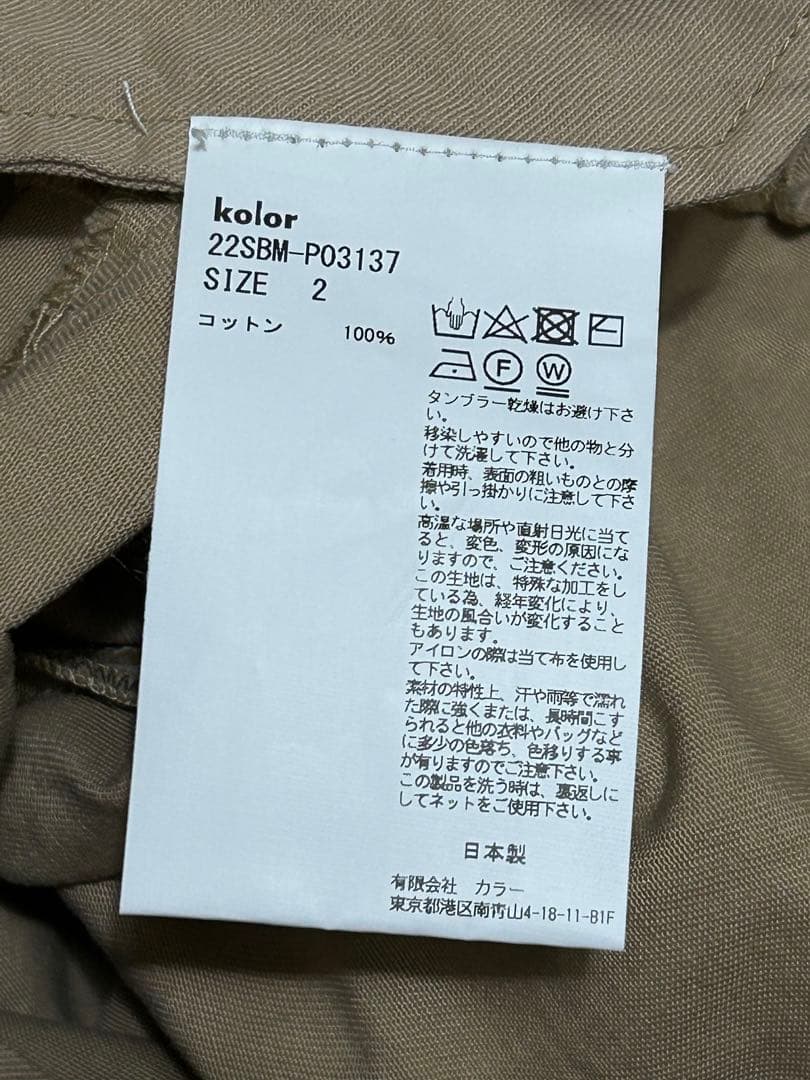 kolor
22SBM-P03137
SIZE 2
コットン 100%
F
W
タンブラー乾燥はお避け下さ
い。
移染しやすいので他の物と分
けて洗濯して下さい。
着用時、表面の粗いものとの摩
擦や引っ掛かりに注意して下さ
い。
高温な場所や直射日光に当て
ると、変色、変形の原因にな
りますので、ご注意ください。
この生地は、特殊な加工をし
ている為、経年変化により、
生地の風合いが変化すること
もあります。
アイロンの際は当て布を使用し
て下さい。
素材の特性上、汗や雨等で濡れ
た際に強くまたは、長時間こす
られると他の衣料やバッグなど
に多少の色落ち、色移りする事
が有りますのでご注意下さい。
この製品を洗う時は、裏返しに
してネットをご使用下さい。
日本製
有限会社 カラー
東京都港区南青山4-18-11-B1F